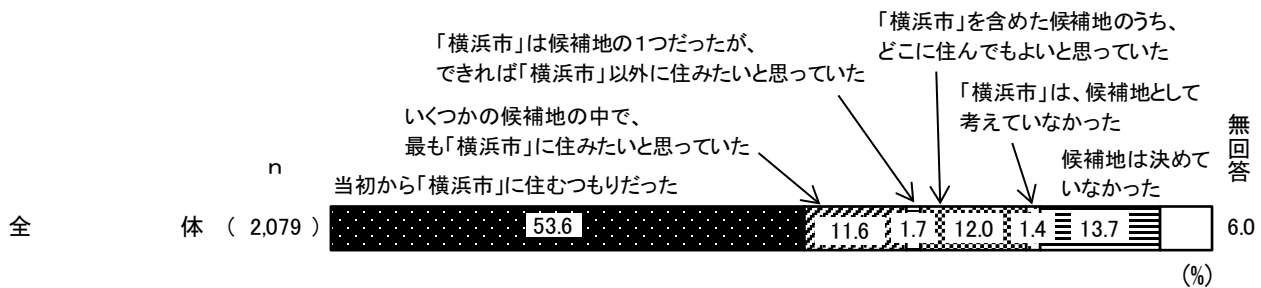 「横浜市」を含めた候補地のうち、
どこに住んでもよいと思っていた
「横浜市」は候補地の1つだったが、
できれば「横浜市」以外に住みたいと思っていた
「横浜市」は、候補地として
考えていなかった
いくつかの候補地の中で、
最も「横浜市」に住みたいと思っていた
候補地は決めて
いなかった
無回答
n
当初から「横浜市」に住むつもりだった
全 体 ( 2,079 ) 53.6 11.6 1.7 12.0 1.4 13.7 6.0
(%)